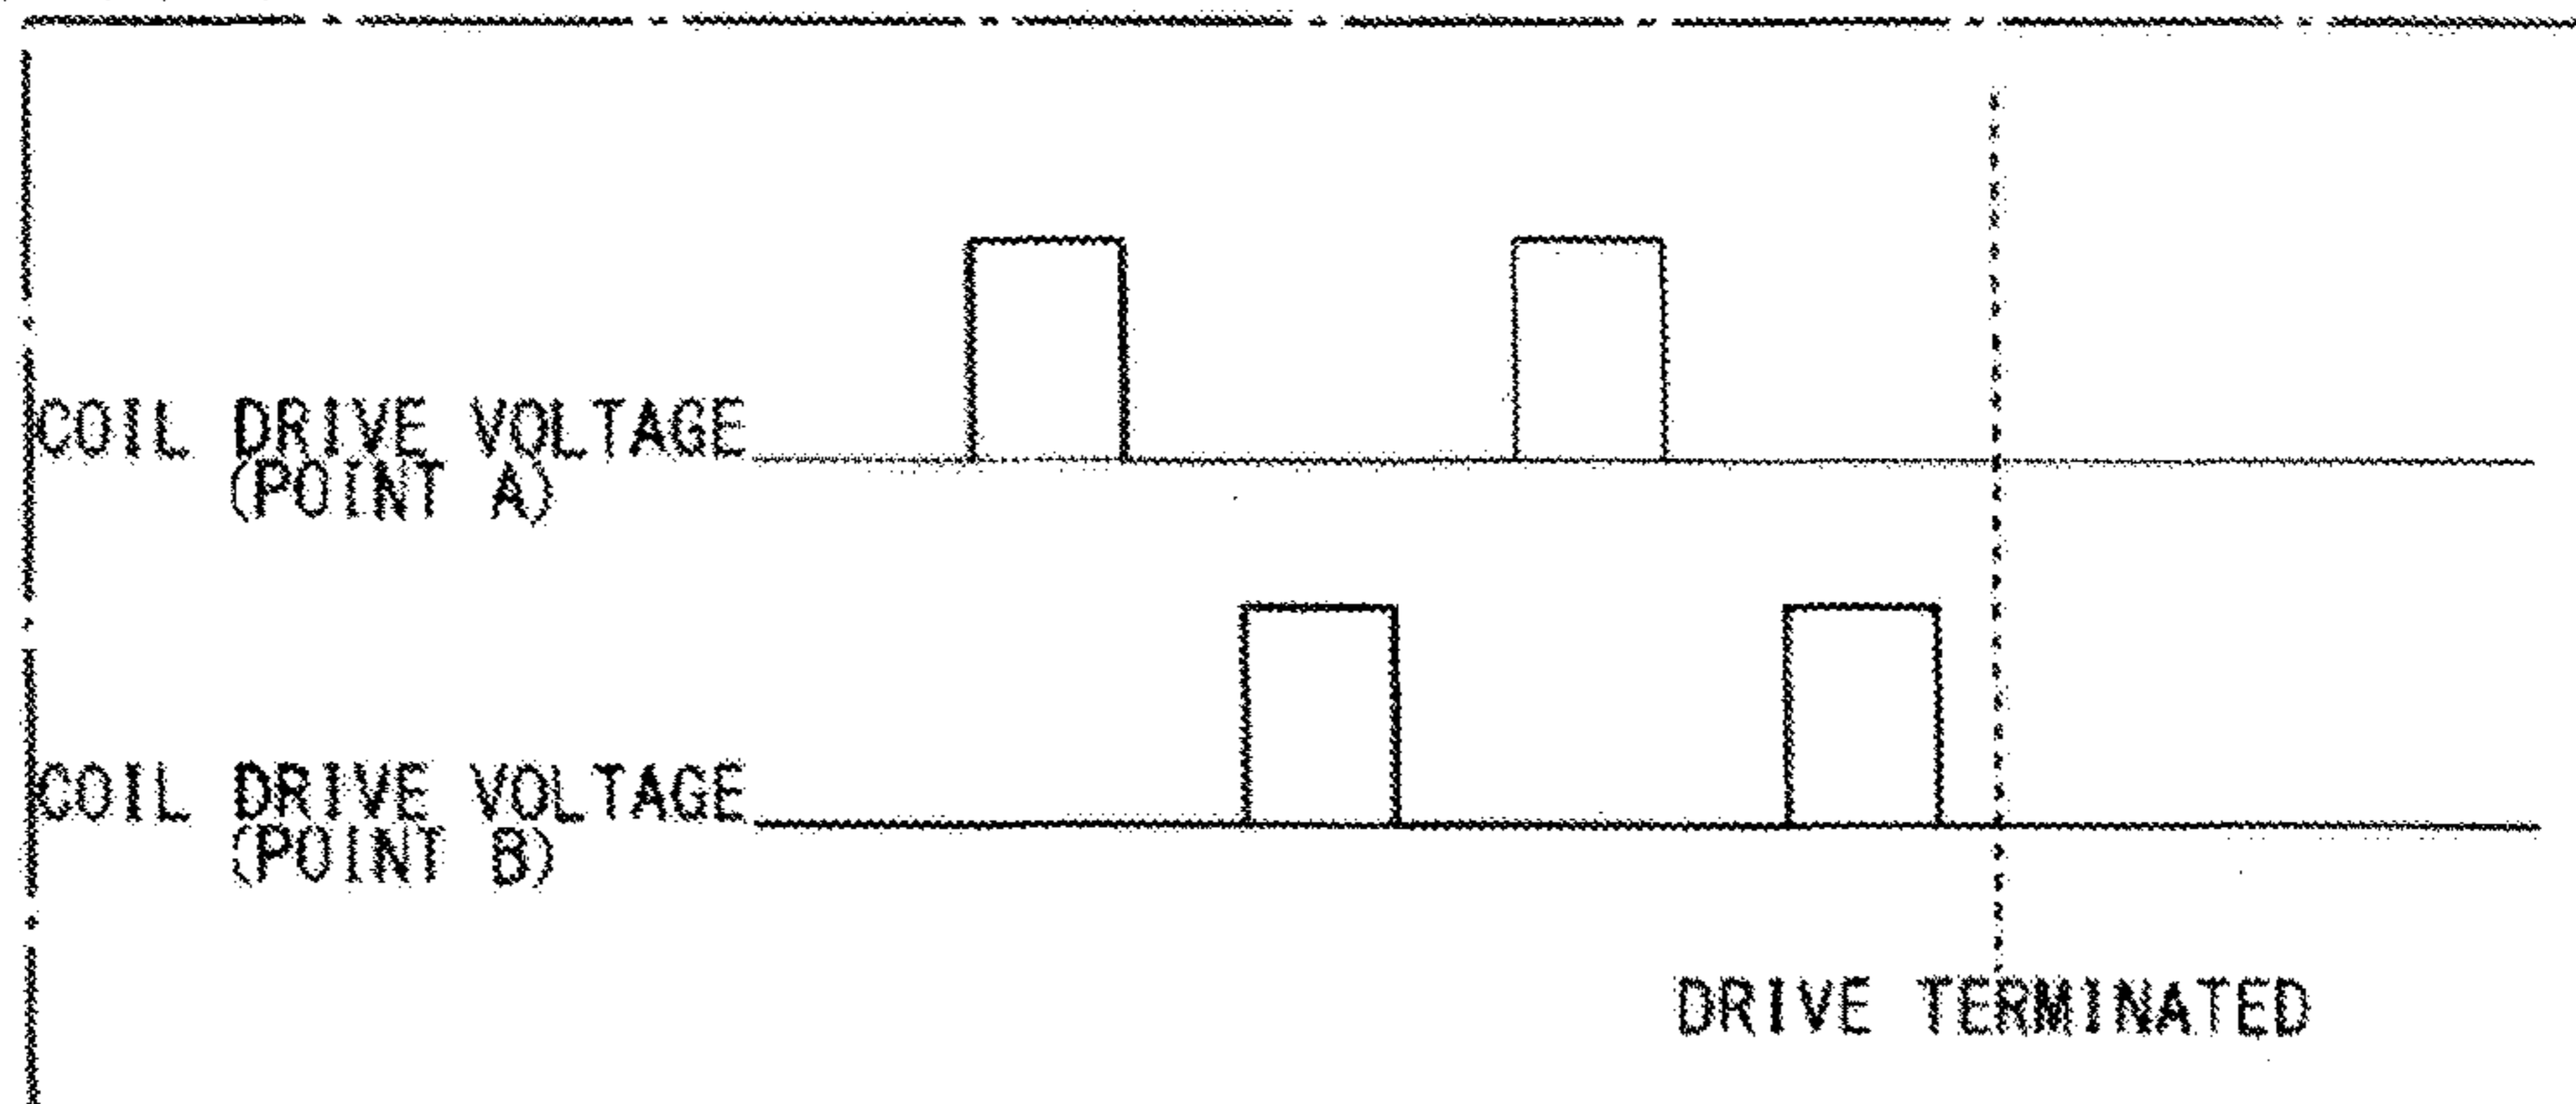 COIL DRIVE VOLTAGE
(POINT A)
COIL DRIVE VOLTAGE
(POINT B)
DRIVE TERMINATED